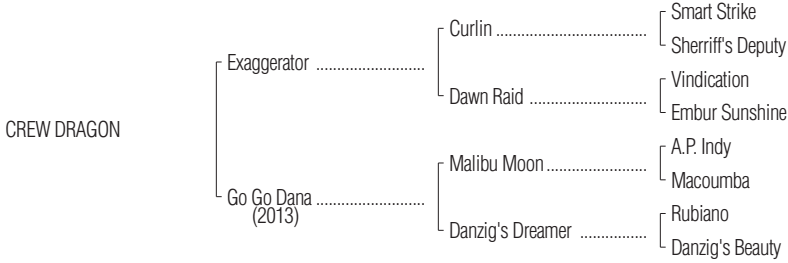 Smart Strike
Curlin ....................................
Sherriff's Deputy
Exaggerator ..........................
Vindication
Dawn Raid ............................
Embur Sunshine
CREW DRAGON
A.P. Indy
Malibu Moon........................
Macoumba
Go Go Dana ..........................
(2013)
Rubiano
Danzig's Dreamer ................
Danzig's Beauty